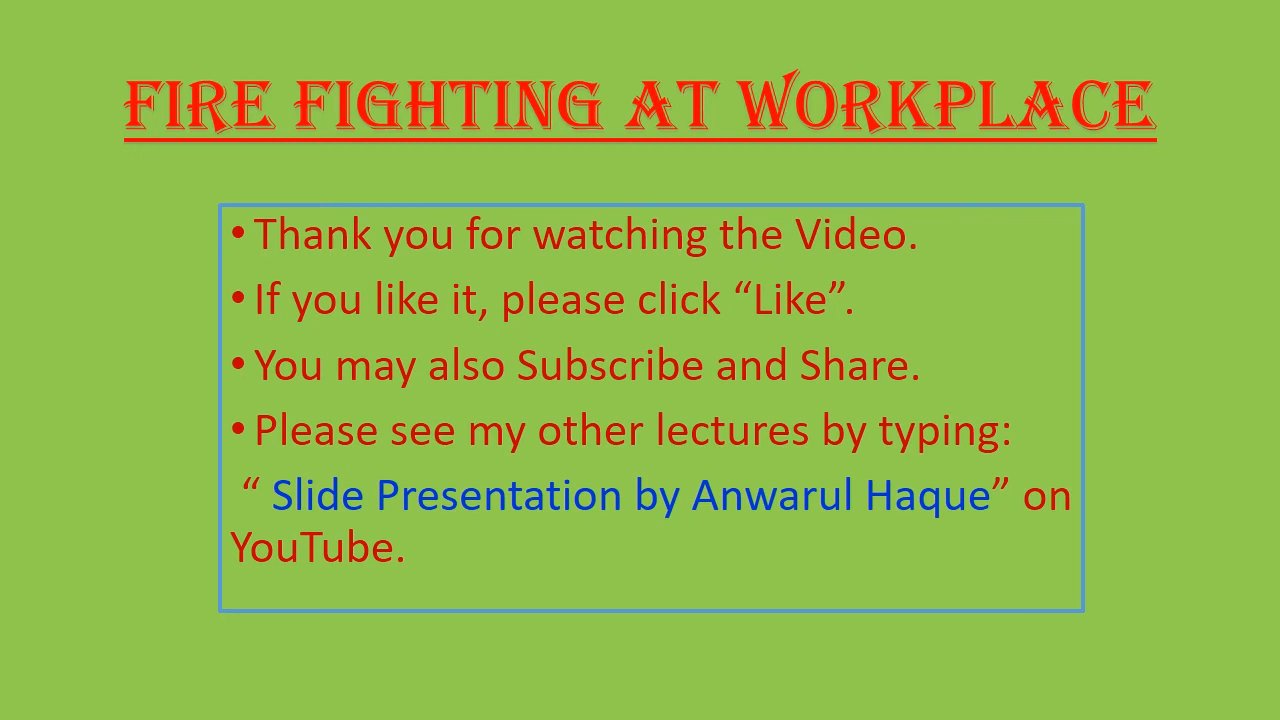 FIRE FIGHTING AT WORKPLACE
• Thank you for watching the Video.
• If you like it, please click “Like”.
• You may also Subscribe and Share.
• Please see my other lectures by typing:
“ Slide Presentation by Anwarul Haque” on
YouTube.